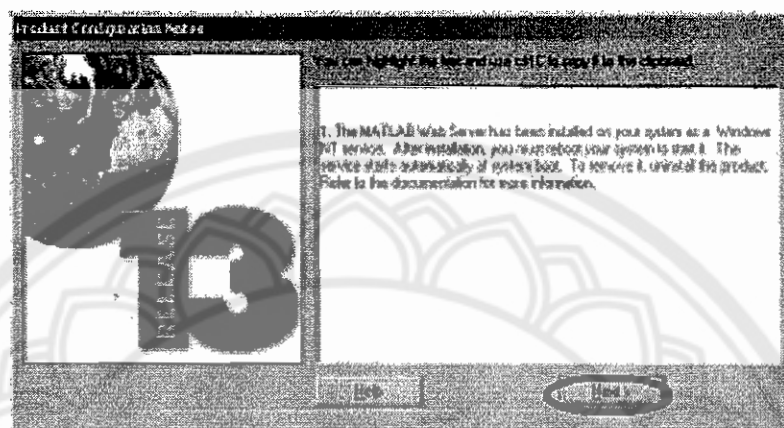 Product Configuration Notes
You can highlight the text and use ctrl-C to copy it to the clipboard.
1. The MATLAB Web Server has been installed on your system as a Windows
NT service. After installation, you must reboot your system to start it. The
service starts automatically at system boot. To remove it, uninstall the product.
Refer to the documentation for more information.
RELEASE
13
Next >